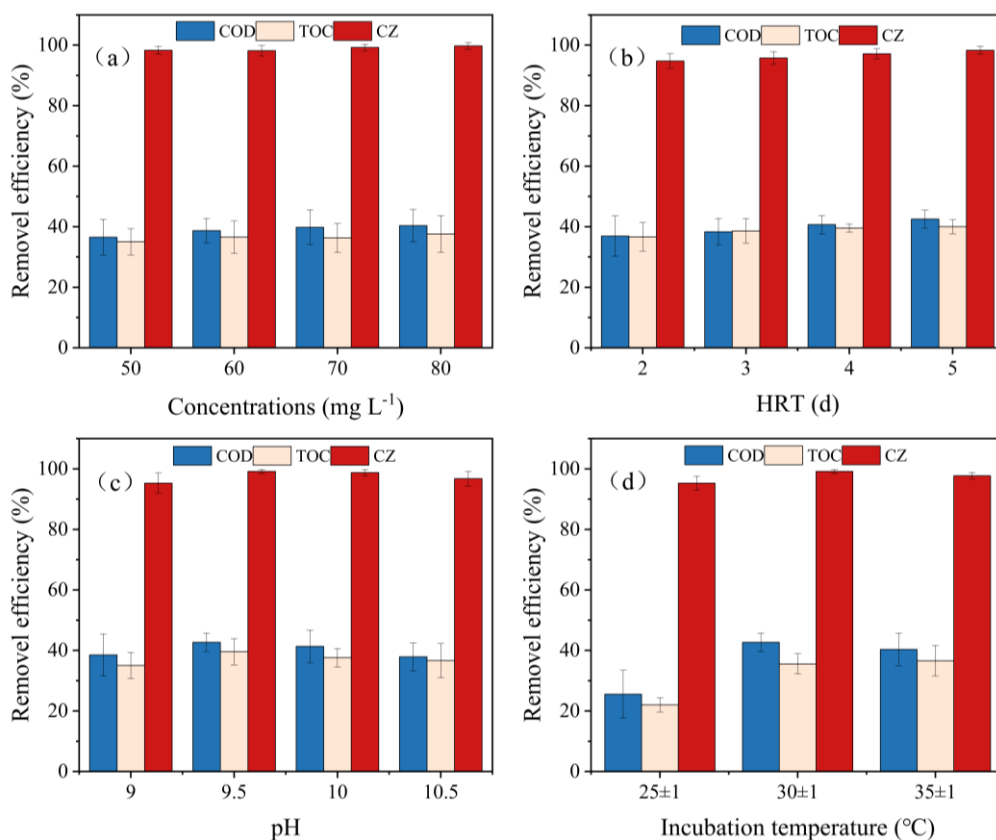 COD TOC CZ
(a)
Removel efficiency (%)
100
80
60
40
20
0
50 60 70 80
Concentrations (mg L-1)
COD TOC CZ
(b)
Removel efficiency (%)
100
80
60
40
20
0
2 3 4 5
HRT (d)
COD TOC CZ
(c)
Removel efficiency (%)
100
80
60
40
20
0
9 9.5 10 10.5
pH
COD TOC CZ
(d)
Removel efficiency (%)
100
80
60
40
20
0
25±1 30±1 35±1
Incubation temperature (℃)